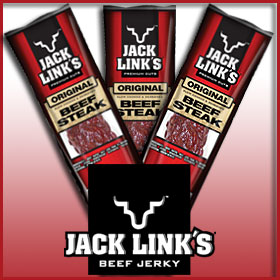 JACK LINK'S
PREMIUM CUTS
ORIGINAL
BEEF
STEAK
JACK
LINK'S
PREMIUM CUTS
ORIGINAL
BEEF
STEAK
JACK
LINK'S
PREMIUM CUTS
ORIGINAL
BEEF
STEAK
JACK LINK'S
BEEF JERKY